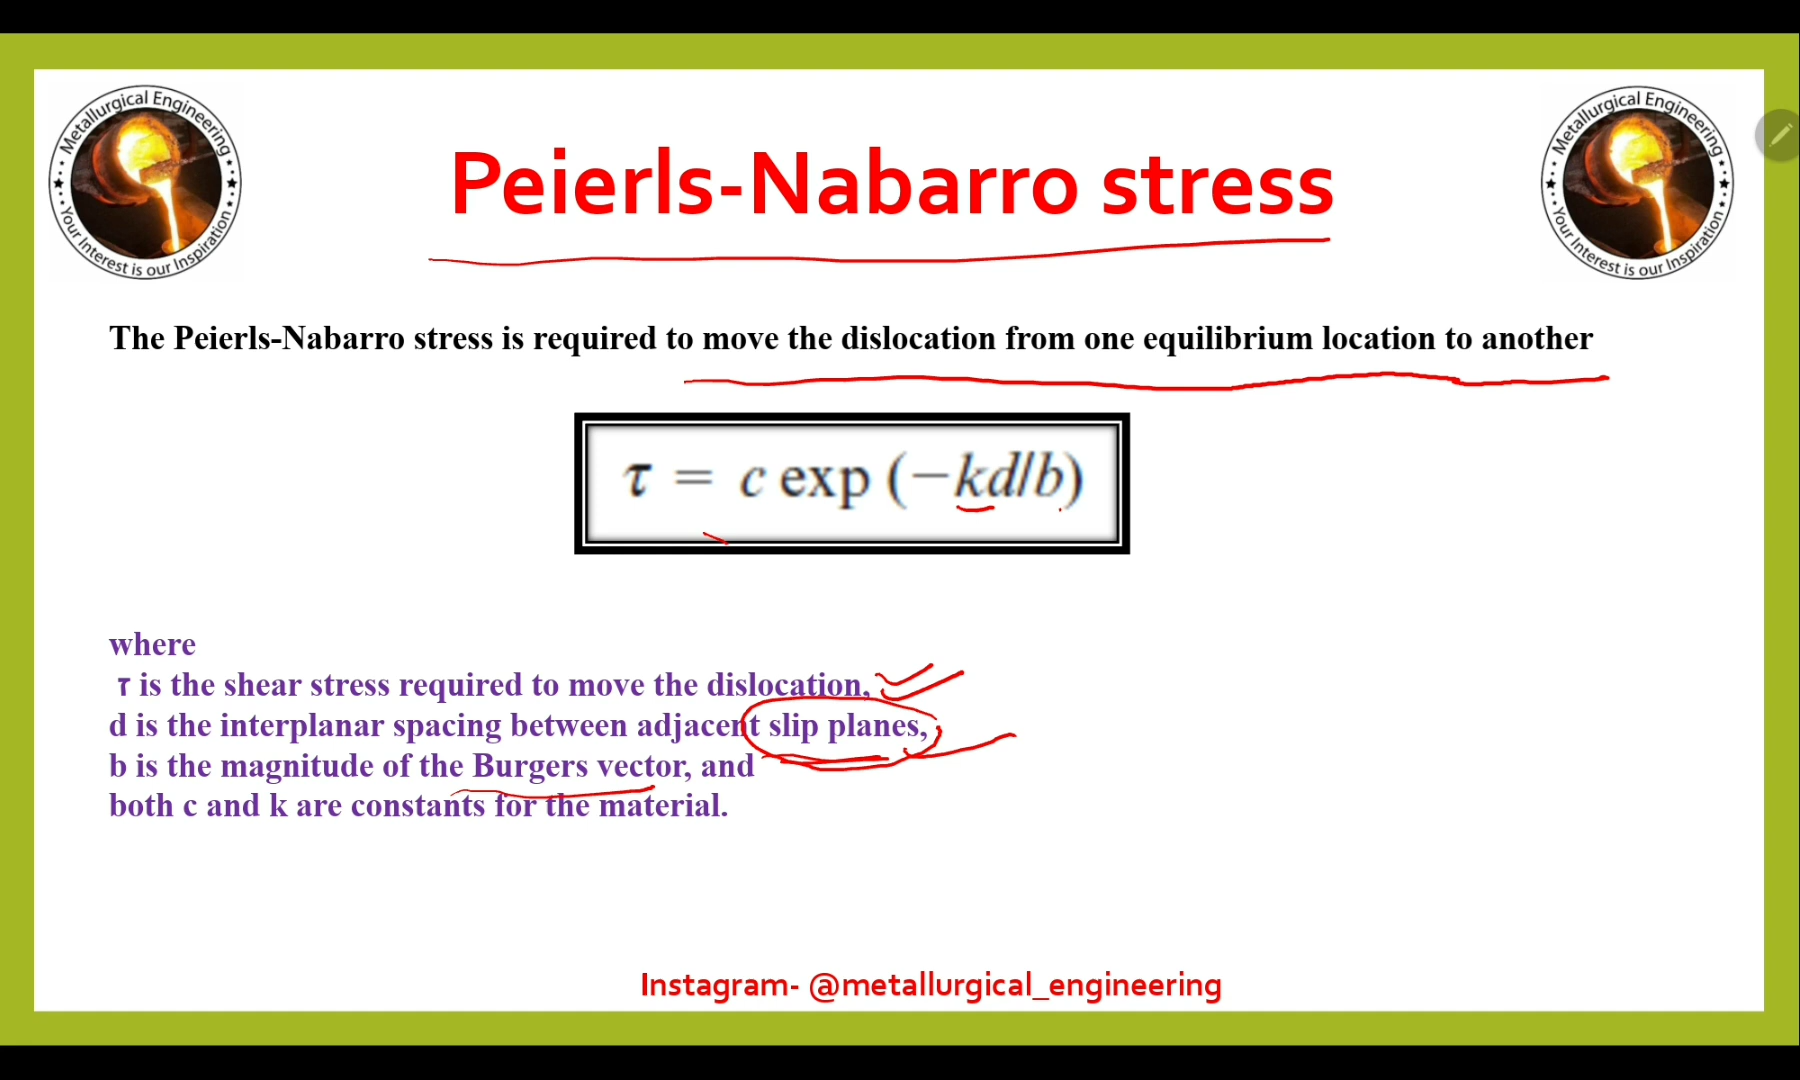 Metallurgical Engineering
Your Interest is our Inspiration
Metallurgical Engineering
Your Interest is our Inspiration
Peierls-Nabarro stress
The Peierls-Nabarro stress is required to move the dislocation from one equilibrium location to another
τ = c exp (−kd/b)
where
τ is the shear stress required to move the dislocation,
d is the interplanar spacing between adjacent slip planes,
b is the magnitude of the Burgers vector, and
both c and k are constants for the material.
Instagram- @metallurgical_engineering